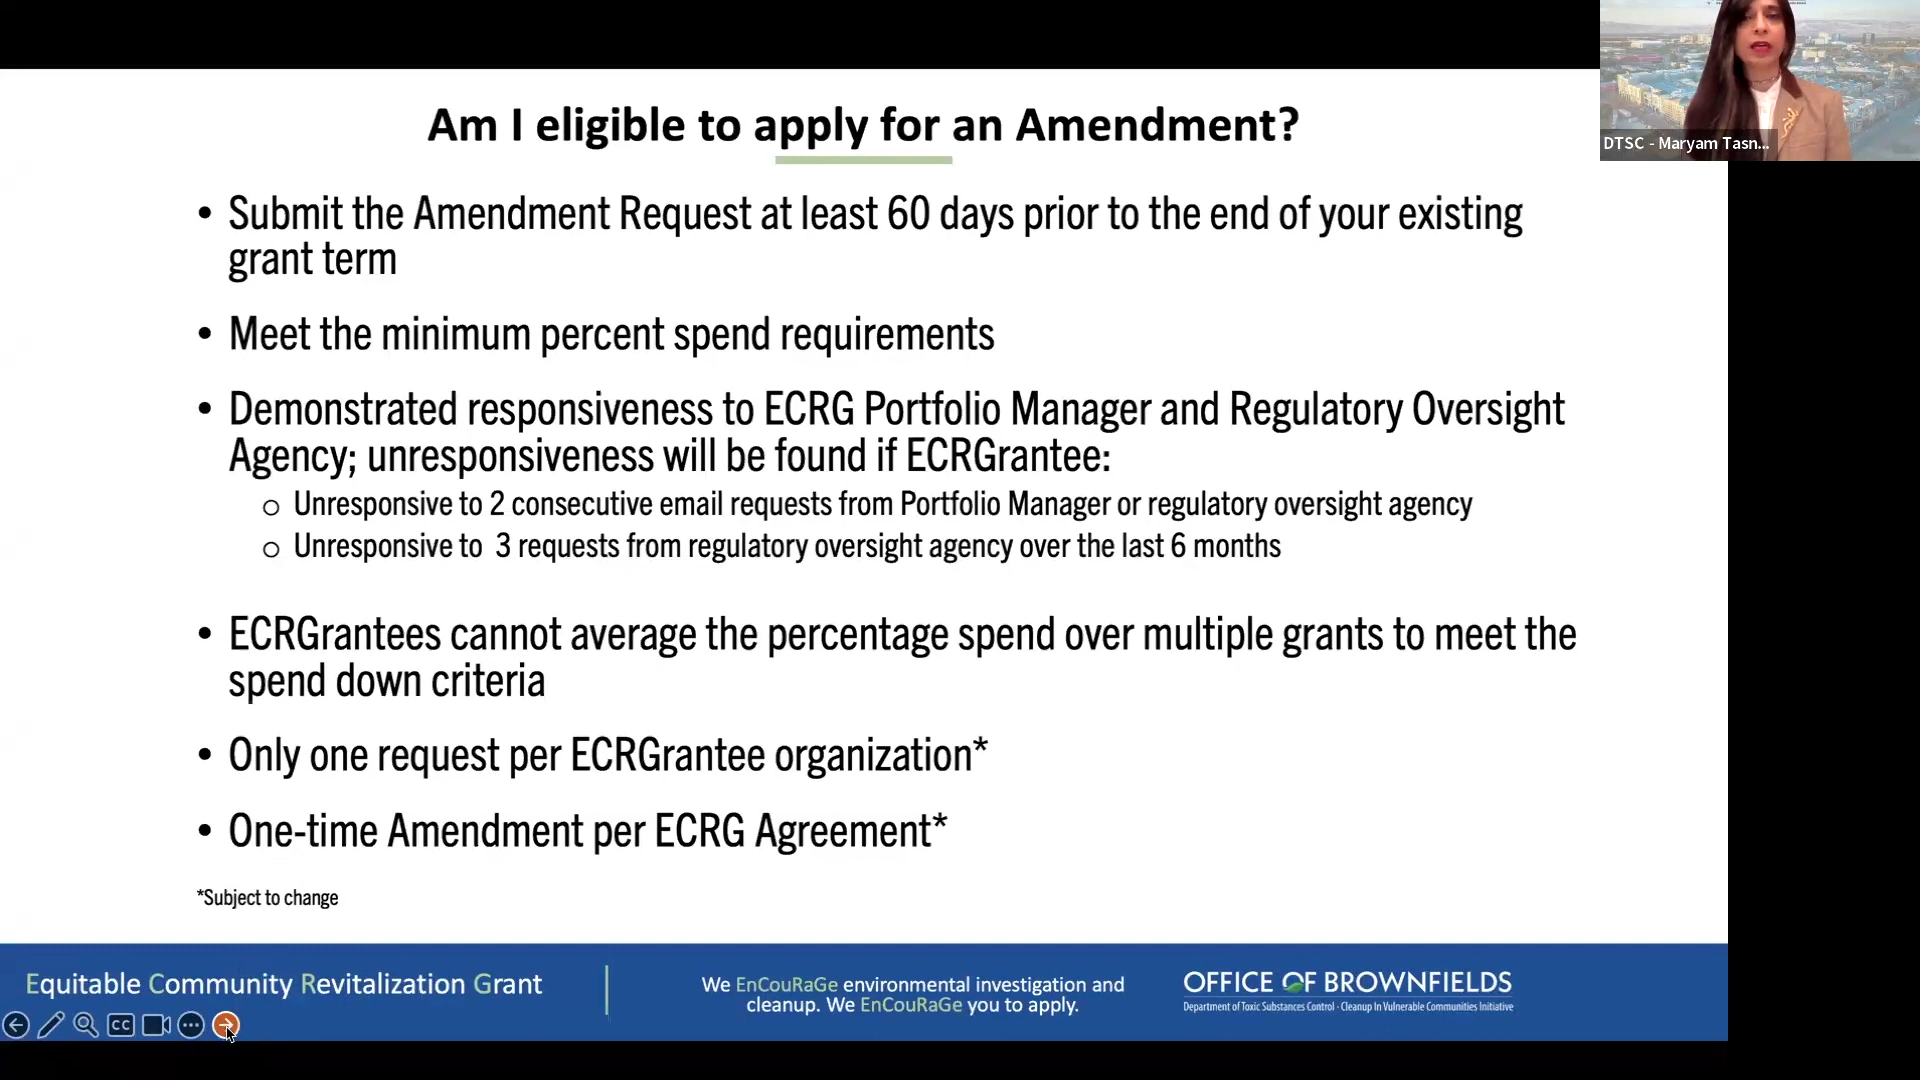 Am I eligible to apply for an Amendment?
DTSC - Maryam Tasn...
• Submit the Amendment Request at least 60 days prior to the end of your existing
grant term
• Meet the minimum percent spend requirements
• Demonstrated responsiveness to ECRG Portfolio Manager and Regulatory Oversight
Agency; unresponsiveness will be found if ECRGrantee:
o Unresponsive to 2 consecutive email requests from Portfolio Manager or regulatory oversight agency
o Unresponsive to 3 requests from regulatory oversight agency over the last 6 months
• ECRGrantees cannot average the percentage spend over multiple grants to meet the
spend down criteria
• Only one request per ECRGrantee organization*
• One-time Amendment per ECRG Agreement*
*Subject to change
Equitable Community Revitalization Grant
We EnCouRaGe environmental investigation and
cleanup. We EnCouRaGe you to apply.
OFFICE OF BROWNFIELDS
Department of Toxic Substances Control - Cleanup In Vulnerable Communities Initiative
CC